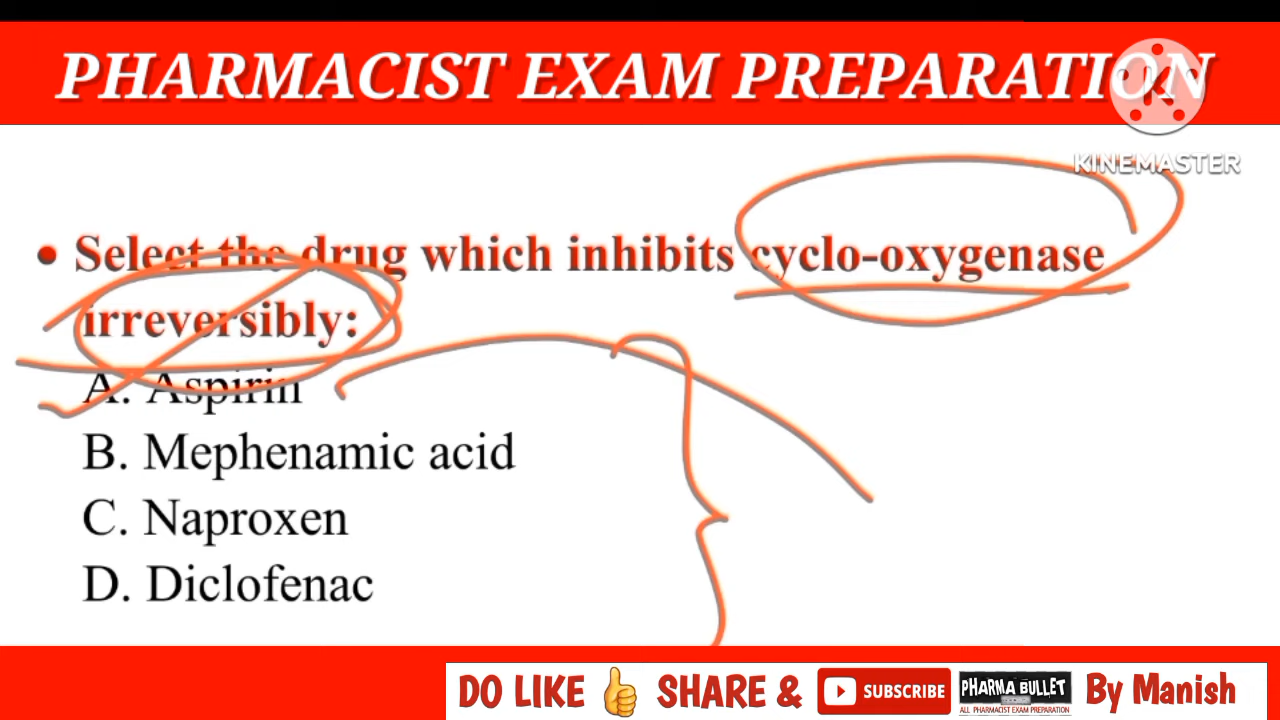 PHARMACIST EXAM PREPARATION
KINEMASTER
• Select the drug which inhibits cyclo-oxygenase
irreversibly:
A. Aspirin
B. Mephenamic acid
C. Naproxen
D. Diclofenac
DO LIKE 👍 SHARE & SUBSCRIBE PHARMA BULLET By Manish
ALL PHARMACIST EXAM PREPARATION